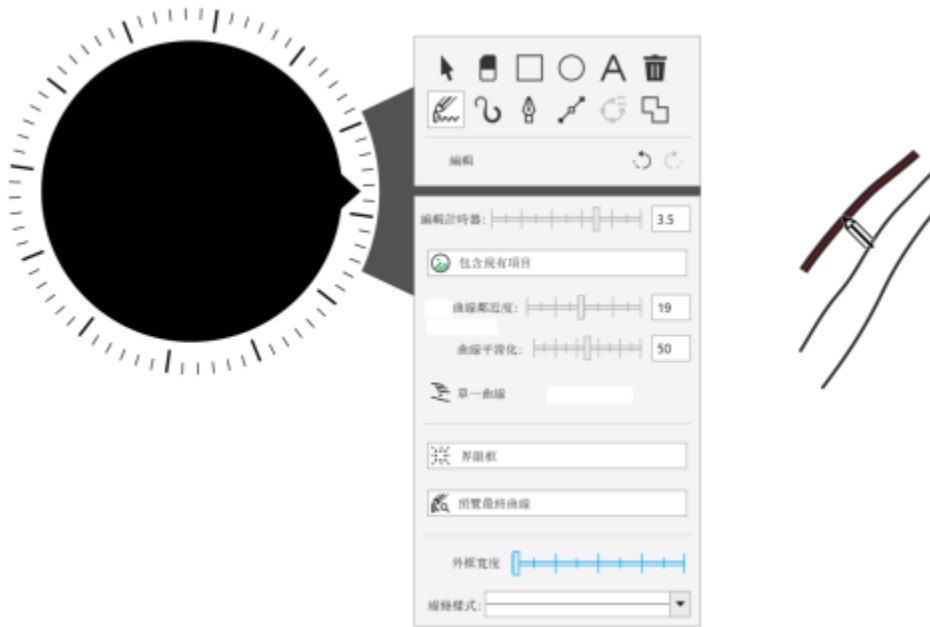 A
編輯
編輯計時器: 3.5
包含現有項目
曲線鄰近度: 19
曲線平滑化: 50
單一曲線
界限框
預覽最終曲線
外框寬度
線條樣式: